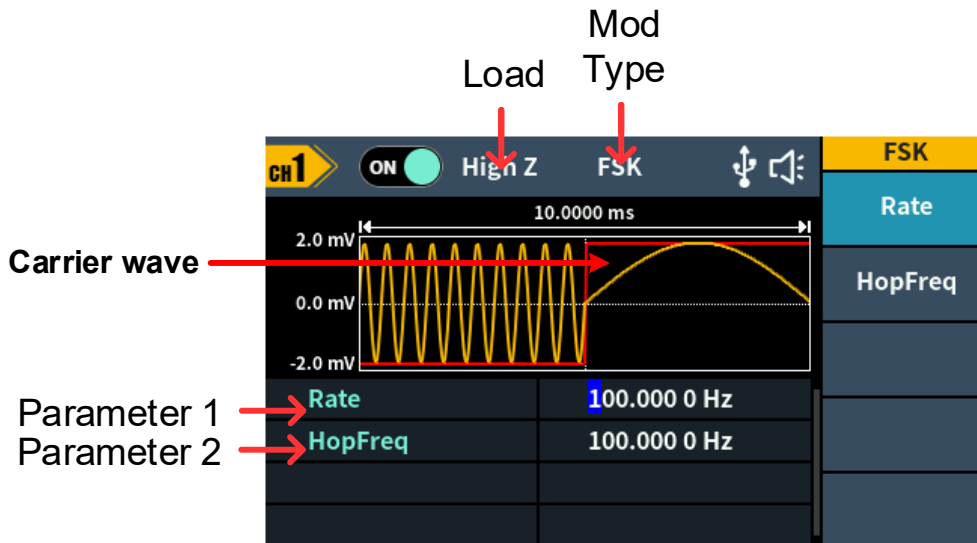 Mod
Type
Load
CH1 ON High Z FSK
FSK
Rate
HopFreq
10.0000 ms
2.0 mV
Carrier wave
0.0 mV
-2.0 mV
Parameter 1
Rate 100.000 0 Hz
Parameter 2
HopFreq 100.000 0 Hz